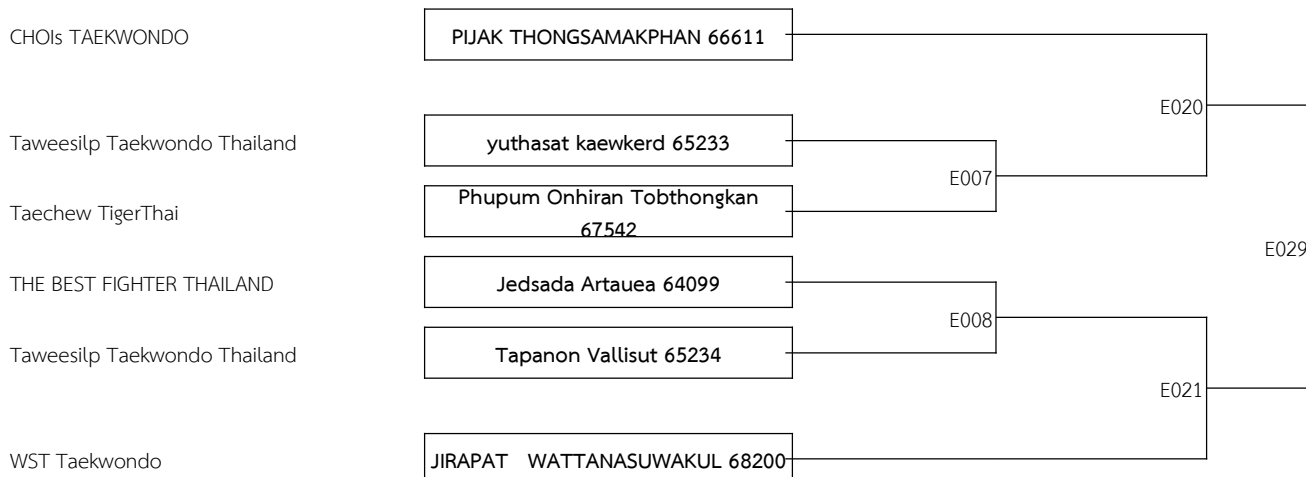 CHOIs TAEKWONDO PIJAK THONGSAMAKPHAN 66611
E020
Taweesilp Taekwondo Thailand yuthasat kaewkerd 65233
E007
Taechew TigerThai Phupum Onhiran Tobthongkan
67542
E029
THE BEST FIGHTER THAILAND Jedsada Artauea 64099
E008
Taweesilp Taekwondo Thailand Tapanon Vallisut 65234
E021
WST Taekwondo JIRAPAT WATTANASUWAKUL 68200